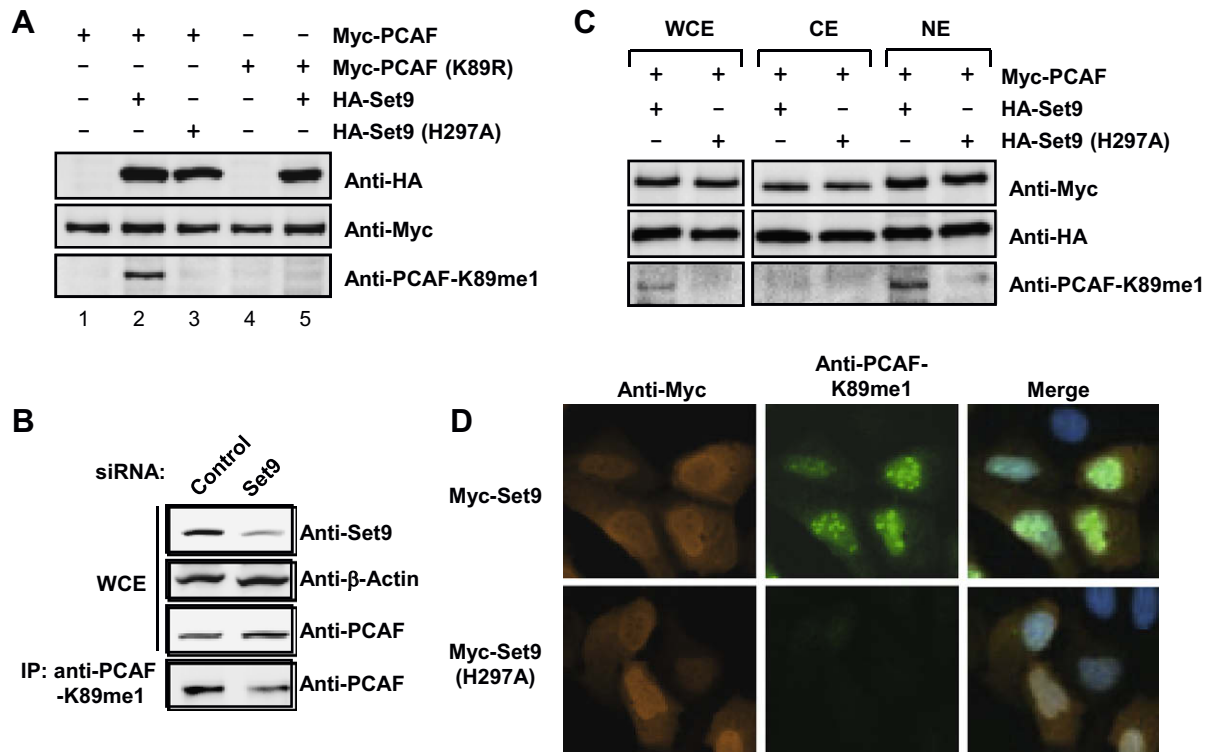 A
+ + + – – Myc-PCAF
– – – + + Myc-PCAF (K89R)
– + – – + HA-Set9
– – + – – HA-Set9 (H297A)
Anti-HA
Anti-Myc
Anti-PCAF-K89me1
1 2 3 4 5
C
WCE CE NE
+ + + + + + Myc-PCAF
+ – + – + – HA-Set9
– + – + – + HA-Set9 (H297A)
Anti-Myc
Anti-HA
Anti-PCAF-K89me1
B
siRNA: Control Set9
WCE
Anti-Set9
Anti-β-Actin
Anti-PCAF
IP: anti-PCAF
-K89me1
Anti-PCAF
D
Anti-Myc
Anti-PCAF-
K89me1
Merge
Myc-Set9
Myc-Set9
(H297A)